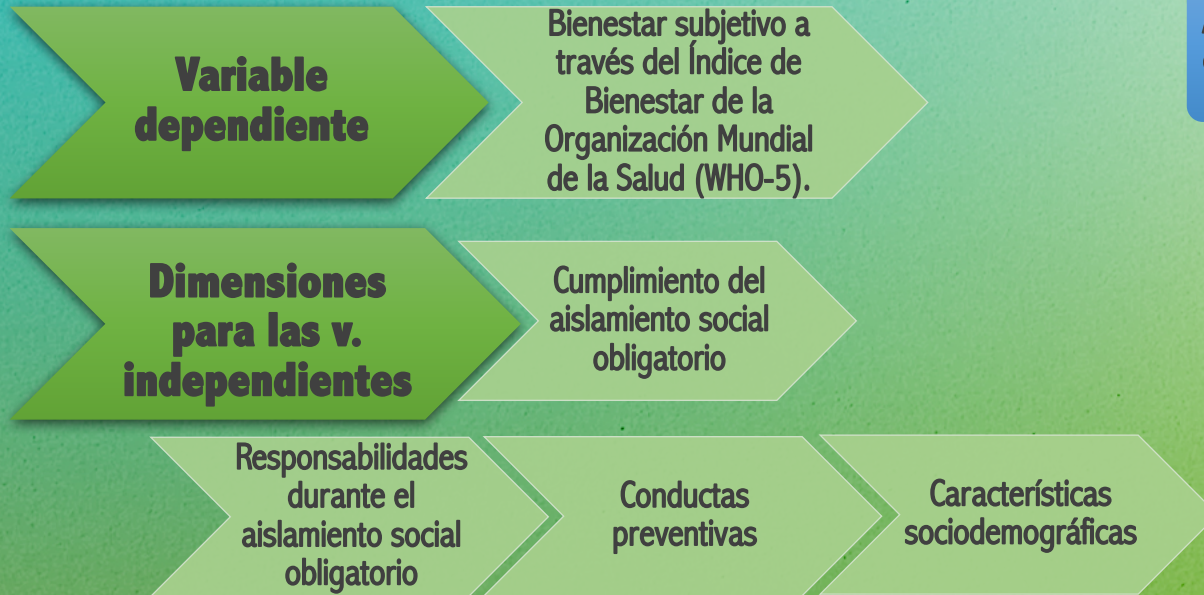 Variable
dependiente
Bienestar subjetivo a
través del Índice de
Bienestar de la
Organización Mundial
de la Salud (WHO-5).
Dimensiones
para las v.
independientes
Cumplimiento del
aislamiento social
obligatorio
Responsabilidades
durante el
aislamiento social
obligatorio
Conductas
preventivas
Características
sociodemográficas